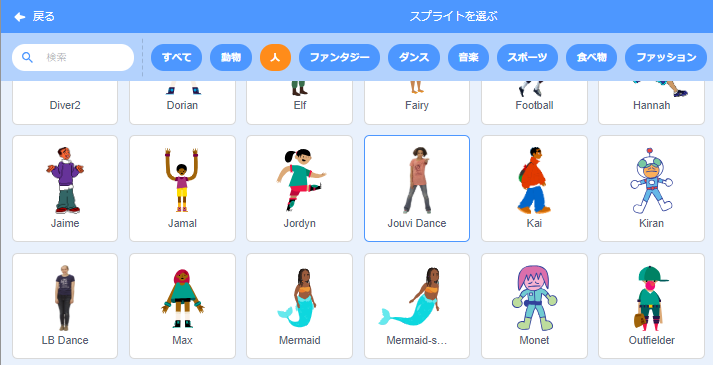 戻る
スプライトを選ぶ
検索
すべて 動物 人 ファンタジー ダンス 音楽 スポーツ 食べ物 ファッション
Diver2 Dorian Elf Fairy Football Hannah
Jaime Jamal Jordyn Jouvi Dance Kai Kiran
LB Dance Max Mermaid Mermaid-s... Monet Outfielder